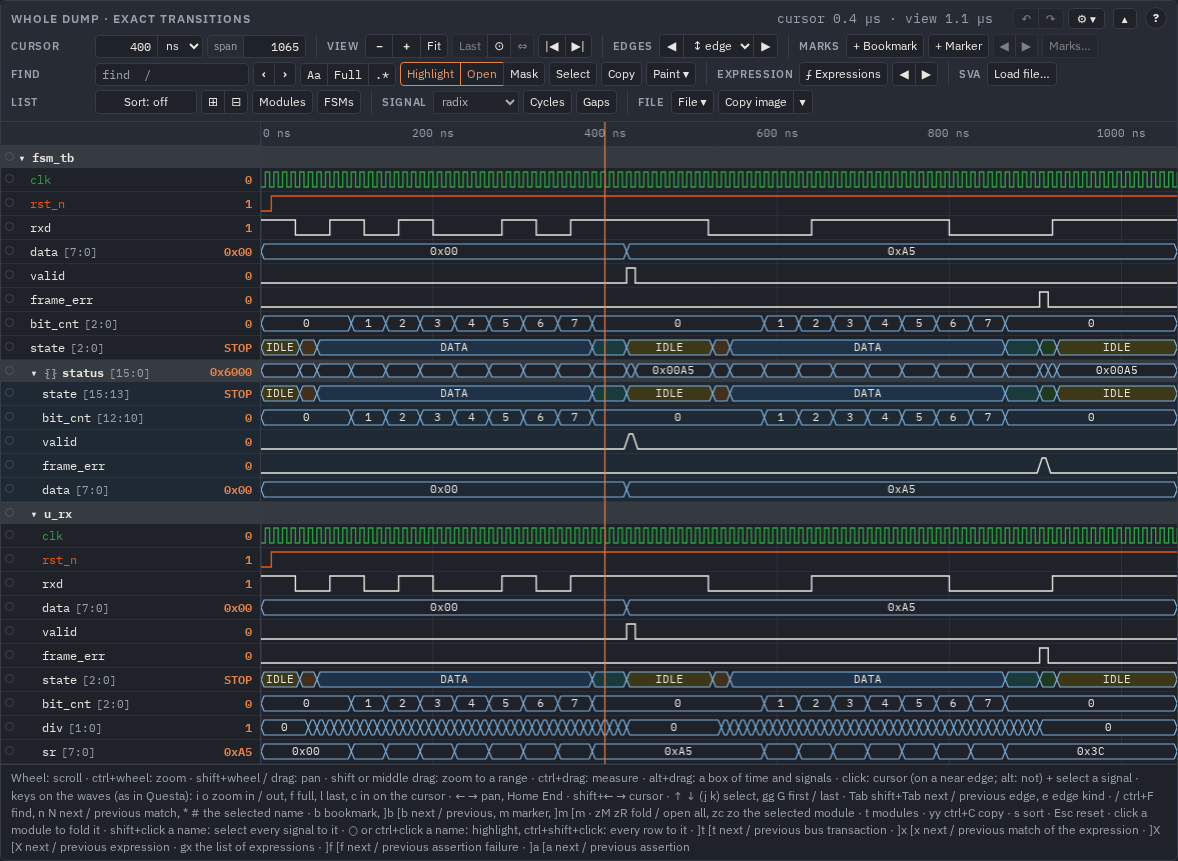 WHOLE DUMP · EXACT TRANSITIONS cursor 0.4 µs · view 1.1 µs ↶ ↷ ⚙ ▾ ▴ ?
CURSOR 400 ns span 1065 VIEW − + Fit Last ⊙ ⇔ |◀ ▶| EDGES ◀ ↕ edge ▶ MARKS + Bookmark + Marker ◀ ▶ Marks...
FIND find / ‹ › Aa Full .* Highlight Open Mask Select Copy Paint ▾ EXPRESSION ƒ Expressions ◀ ▶ SVA Load file...
LIST Sort: off ⊞ ⊟ Modules FSMs SIGNAL radix Cycles Gaps FILE File ▾ Copy image ▾
0 ns 200 ns 400 ns 600 ns 800 ns 1000 ns
▾ fsm_tb
clk 0
rst_n 1
rxd 1
data [7:0] 0x00 0x00 0xA5
valid 0
frame_err 0
bit_cnt [2:0] 0 0 1 2 3 4 5 6 7 0 1 2 3 4 5 6 7 0
state [2:0] STOP IDLE DATA IDLE DATA IDLE
▾ {} status [15:0] 0x6000 0x00A5 0x00A5
state [15:13] STOP IDLE DATA IDLE DATA IDLE
bit_cnt [12:10] 0 0 1 2 3 4 5 6 7 0 1 2 3 4 5 6 7 0
valid 0
frame_err 0
data [7:0] 0x00 0x00 0xA5
▾ u_rx
clk 0
rst_n 1
rxd 1
data [7:0] 0x00 0x00 0xA5
valid 0
frame_err 0
state [2:0] STOP IDLE DATA IDLE DATA IDLE
bit_cnt [2:0] 0 0 1 2 3 4 5 6 7 0 1 2 3 4 5 6 7 0
div [1:0] 1 0 0 0
sr [7:0] 0xA5 0x00 0xA5 0x3C
Wheel: scroll · ctrl+wheel: zoom · shift+wheel / drag: pan · shift or middle drag: zoom to a range · ctrl+drag: measure · alt+drag: a box of time and signals · click: cursor (on a near edge; alt: not) + select a signal ·
keys on the waves (as in Questa): i o zoom in / out, f full, l last, c in on the cursor · ←→ pan, Home End · shift+←→ cursor · ↑ ↓ (j k) select, gg G first / last · Tab shift+Tab next / previous edge, e edge kind · / ctrl+F
find, n N next / previous match, * # the selected name · b bookmark, ]b [b next / previous, m marker, ]m [m · zM zR fold / open all, zc zo the selected module · t modules · yy ctrl+C copy · s sort · Esc reset · click a
module to fold it · shift+click a name: select every signal to it · ○ or ctrl+click a name: highlight, ctrl+shift+click: every row to it · ]t [t next / previous bus transaction · ]x [x next / previous match of the expression · ]X
[X next / previous expression · gx the list of expressions · ]f [f next / previous assertion failure · ]a [a next / previous assertion